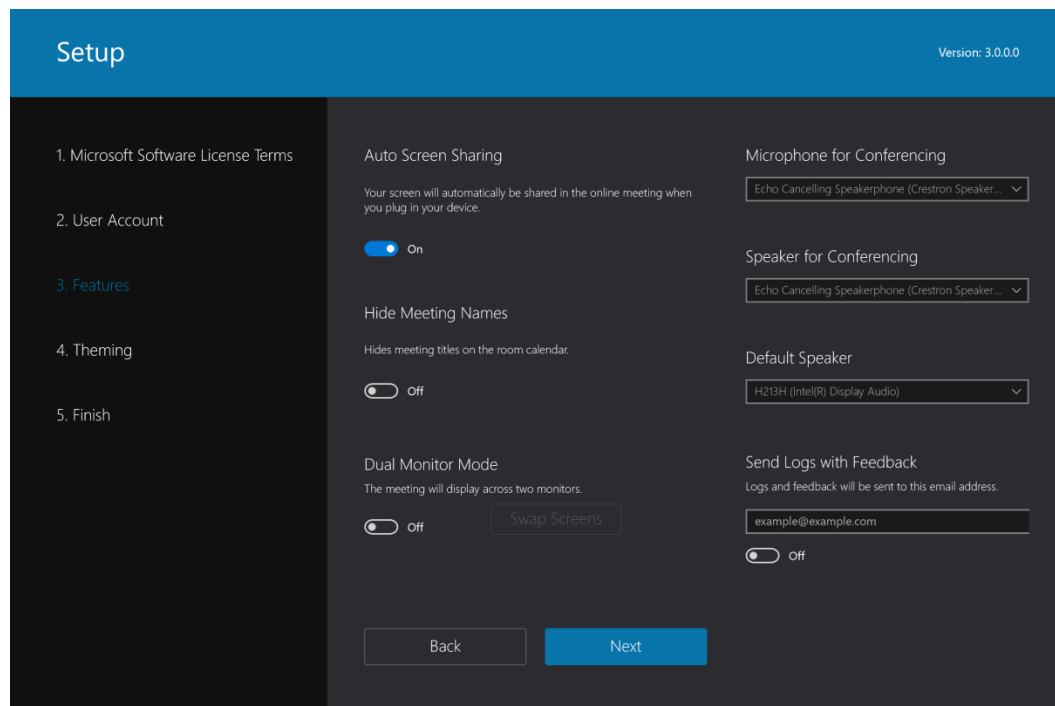 Setup
Version: 3.0.0.0
1. Microsoft Software License Terms
2. User Account
3. Features
4. Theming
5. Finish
Auto Screen Sharing
Your screen will automatically be shared in the online meeting when
you plug in your device.
On
Hide Meeting Names
Hides meeting titles on the room calendar.
Off
Dual Monitor Mode
The meeting will display across two monitors.
Off
Swap Screens
Microphone for Conferencing
Echo Cancelling Speakerphone (Crestron Speaker...
Speaker for Conferencing
Echo Cancelling Speakerphone (Crestron Speaker...
Default Speaker
H213H (Intel(R) Display Audio)
Send Logs with Feedback
Logs and feedback will be sent to this email address.
example@example.com
Off
Back
Next